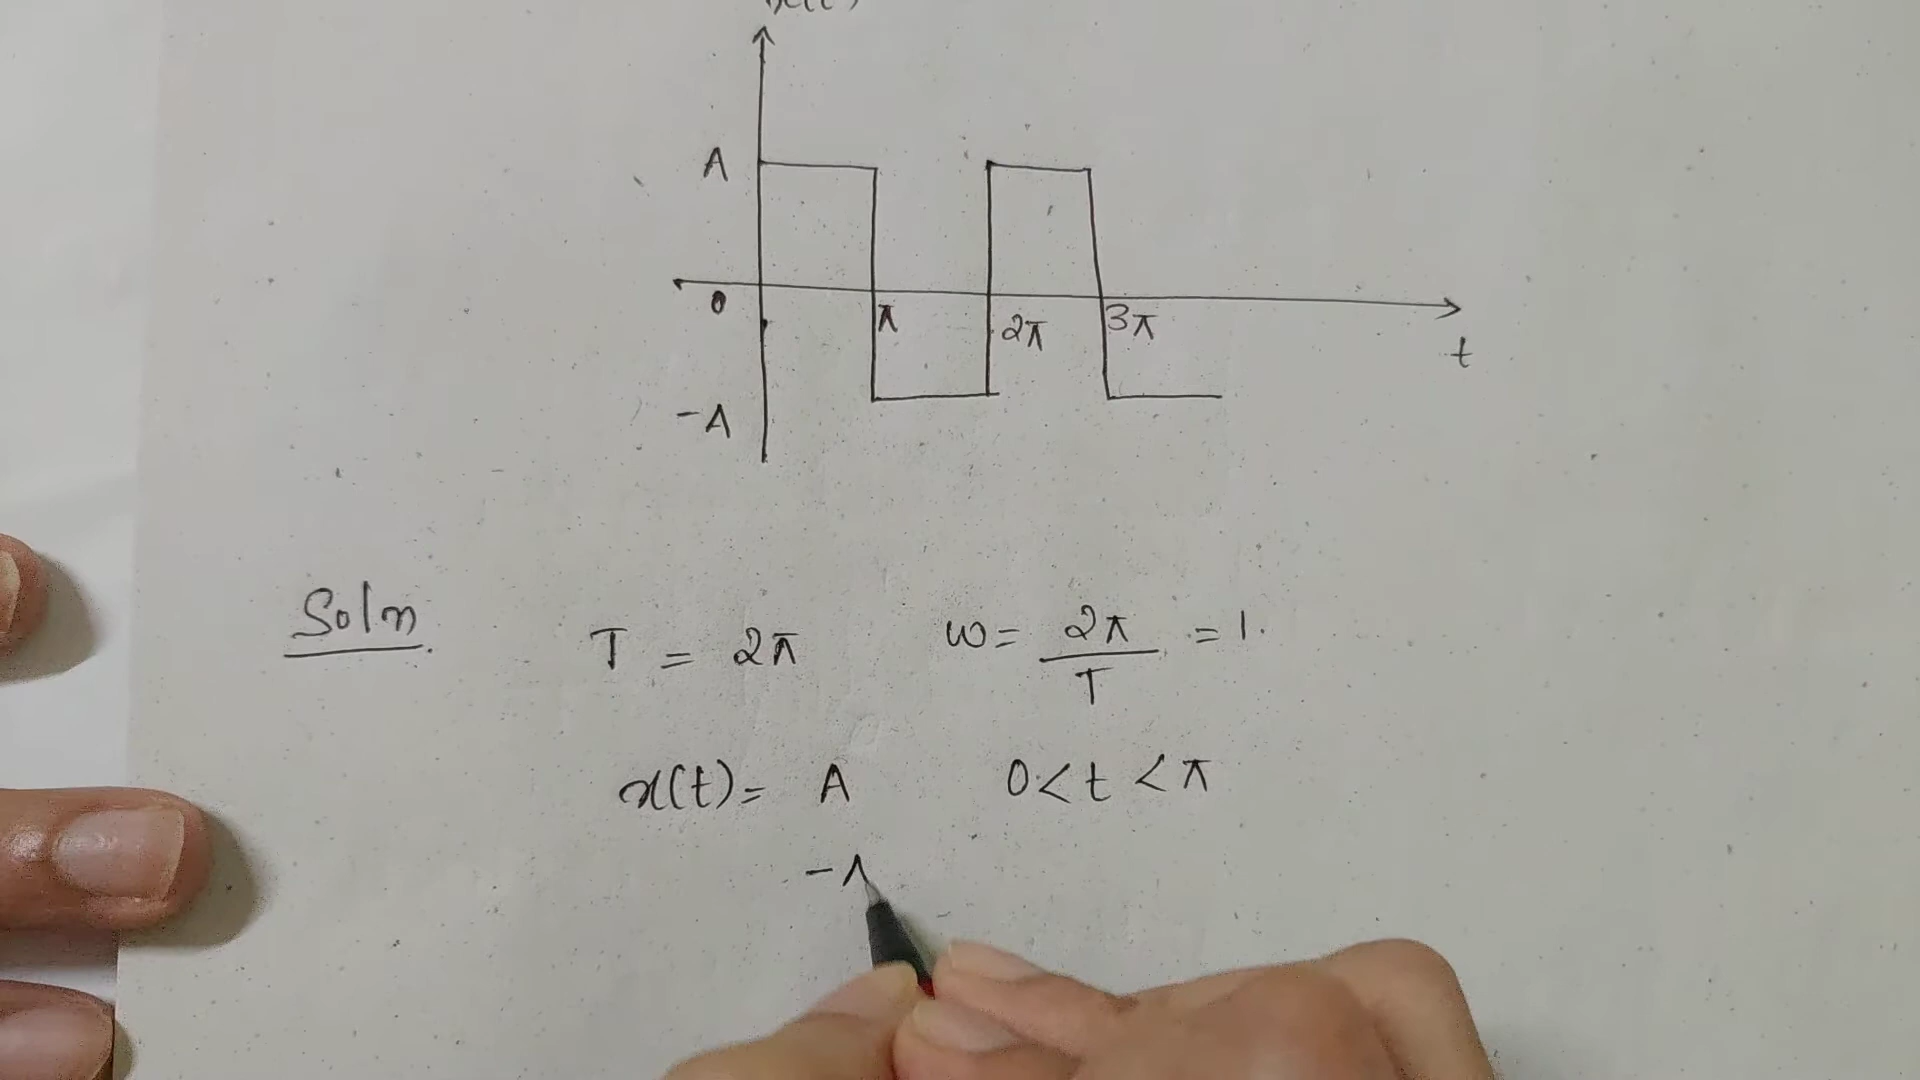 x(t)
A
0 π 2π 3π
t
-A
Soln. T = 2π ω = 2π/T = 1.
x(t) = A 0 < t < π
-A